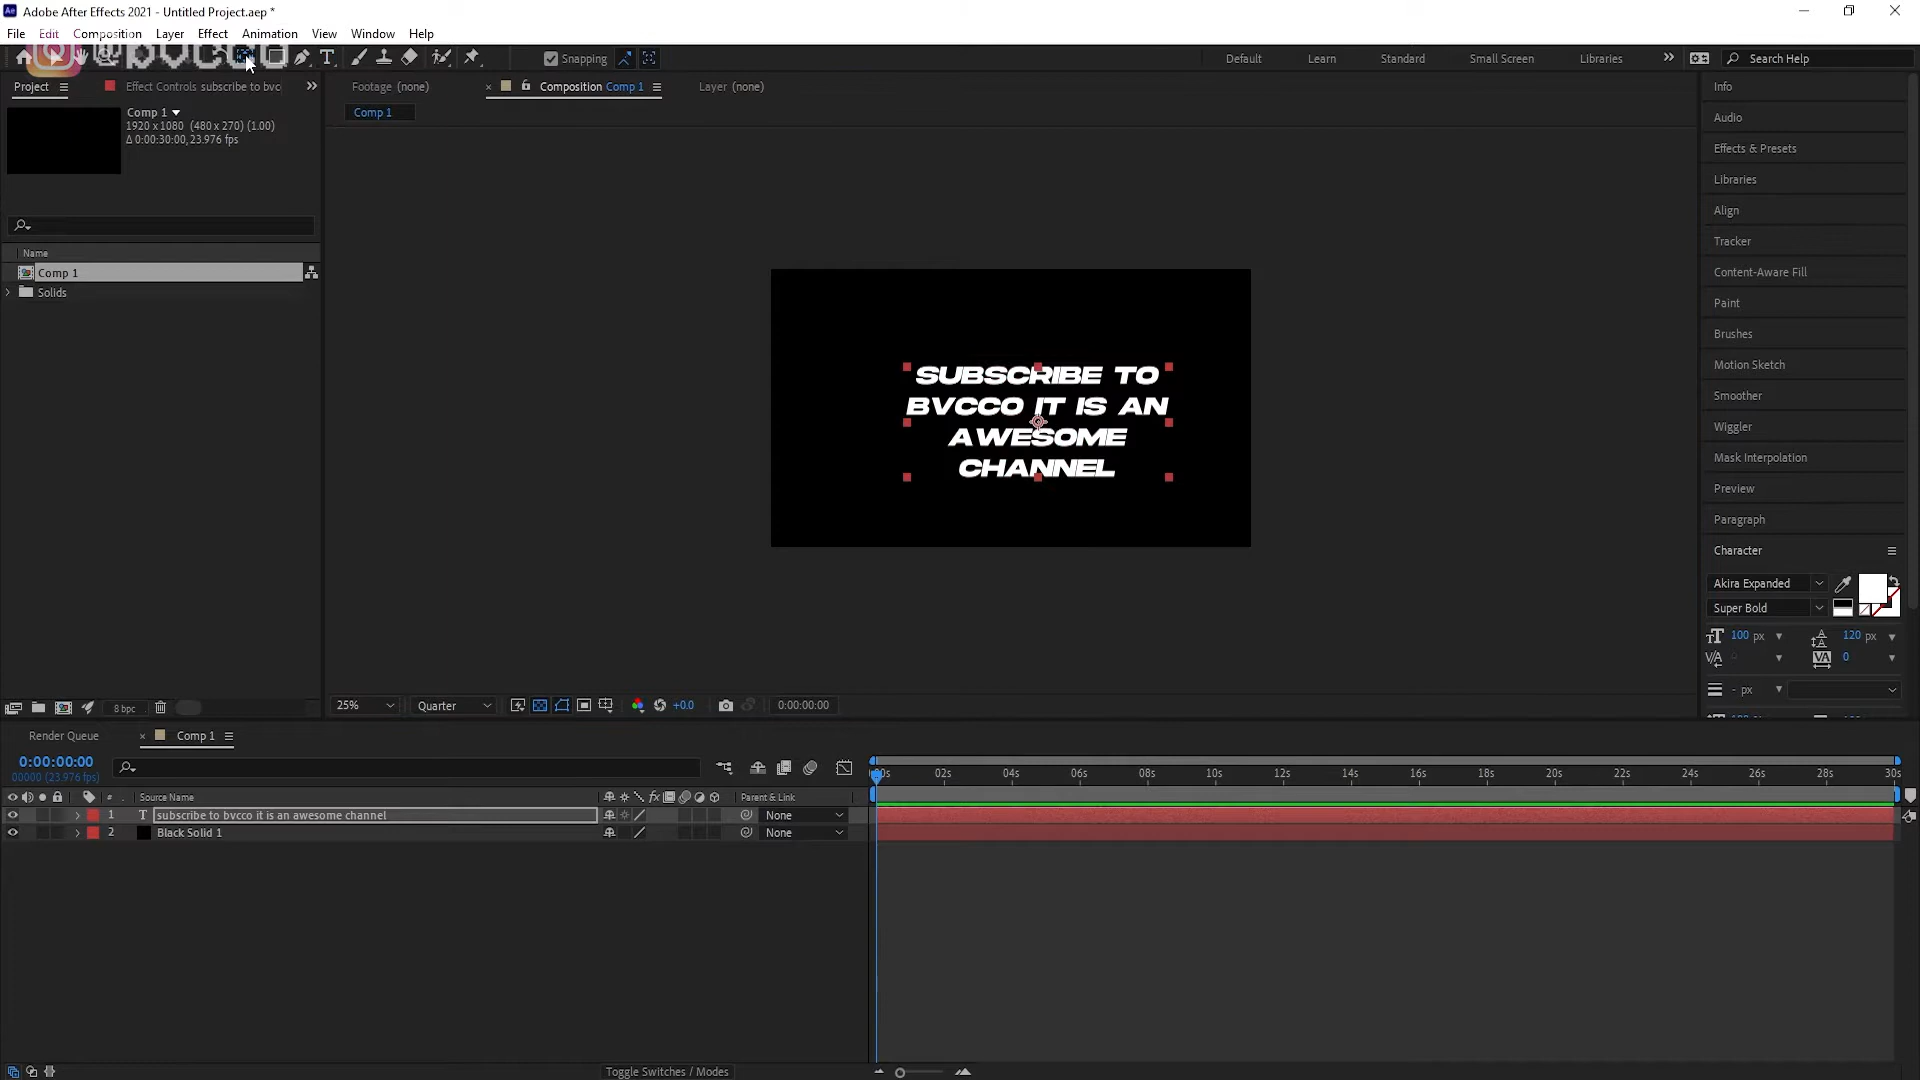 Adobe After Effects 2021 - Untitled Project.aep *
File Edit Composition Layer Effect Animation View Window Help
@bvcco
Snapping
Default Learn Standard Small Screen Libraries Search Help
Project Effect Controls subscribe to bvc
Footage (none) Composition Comp 1 Layer (none)
Comp 1
Comp 1
1920 x 1080 (480 x 270) (1.00)
Δ 0:00:30:00, 23.976 fps
Name
Comp 1
Solids
SUBSCRIBE TO
BVCCO IT IS AN
AWESOME
CHANNEL
Info
Audio
Effects & Presets
Libraries
Align
Tracker
Content-Aware Fill
Paint
Brushes
Motion Sketch
Smoother
Wiggler
Mask Interpolation
Preview
Paragraph
Character
Akira Expanded
Super Bold
100 px 120 px
0
- px
8 bpc
25% Quarter +0.0 0:00:00:00
Render Queue Comp 1
0:00:00:00
00000 (23.976 fps)
:00s 02s 04s 06s 08s 10s 12s 14s 16s 18s 20s 22s 24s 26s 28s 30s
# Source Name fx Parent & Link
1 T subscribe to bvcco it is an awesome channel None
2 Black Solid 1 None
Toggle Switches / Modes